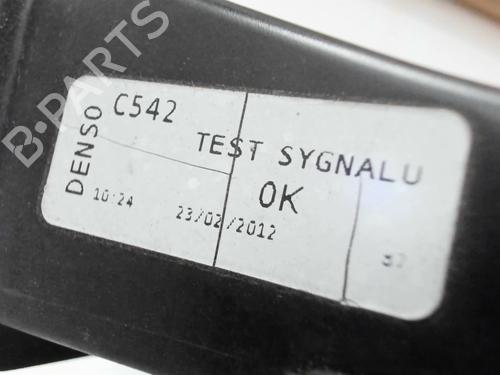 B-PARTS
DENSO
C542
TEST SYGNALU
10:24
OK
23/02/2012